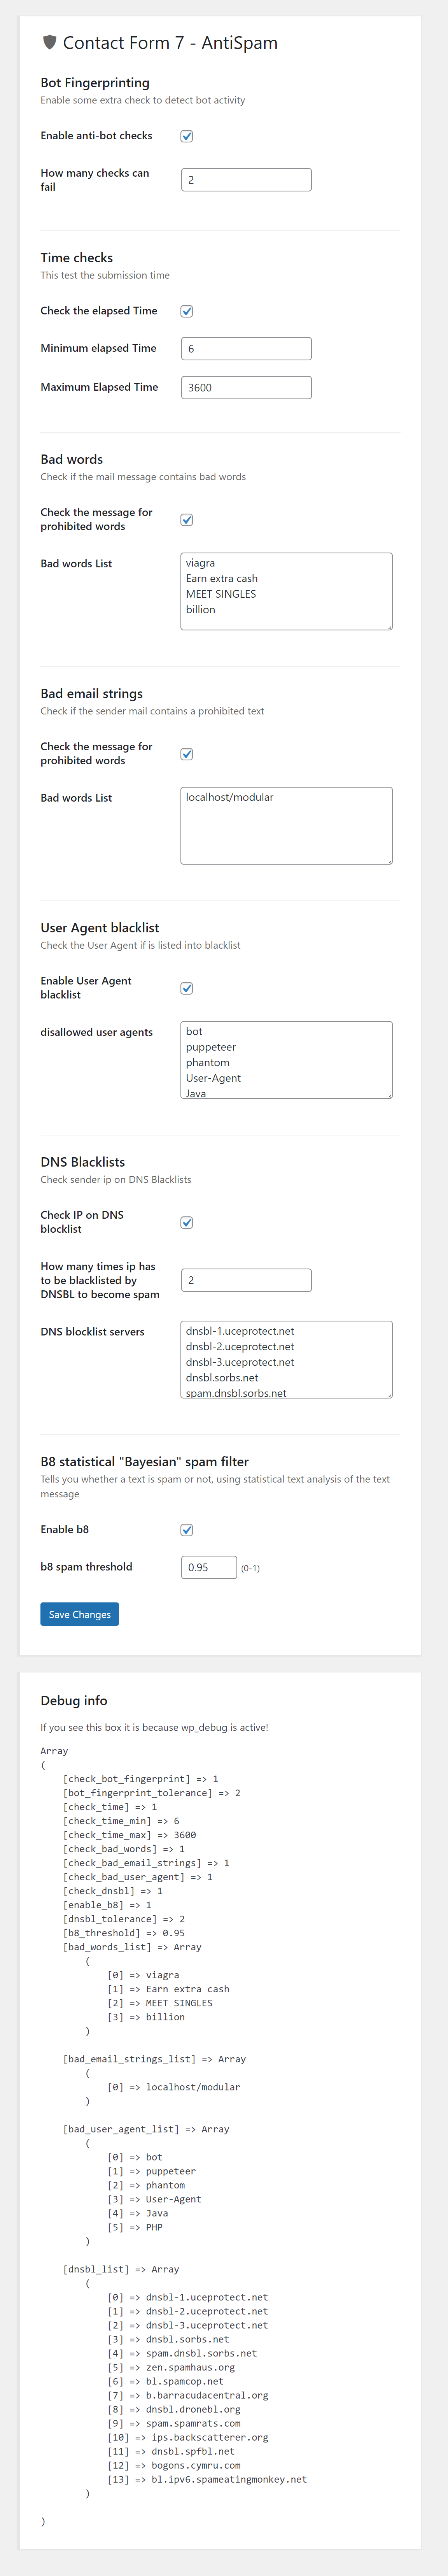 Contact Form 7 - AntiSpam
Bot Fingerprinting
Enable some extra check to detect bot activity
Enable anti-bot checks
How many checks can
fail
2
Time checks
This test the submission time
Check the elapsed Time
Minimum elapsed Time
6
Maximum Elapsed Time
3600
Bad words
Check if the mail message contains bad words
Check the message for
prohibited words
Bad words List
viagra
Earn extra cash
MEET SINGLES
billion
Bad email strings
Check if the sender mail contains a prohibited text
Check the message for
prohibited words
Bad words List
localhost/modular
User Agent blacklist
Check the User Agent if is listed into blacklist
Enable User Agent
blacklist
disallowed user agents
bot
puppeteer
phantom
User-Agent
Java
DNS Blacklists
Check sender ip on DNS Blacklists
Check IP on DNS
blocklist
How many times ip has
to be blacklisted by
DNSBL to become spam
2
DNS blocklist servers
dnsbl-1.uceprotect.net
dnsbl-2.uceprotect.net
dnsbl-3.uceprotect.net
dnsbl.sorbs.net
spam.dnsbl.sorbs.net
B8 statistical "Bayesian" spam filter
Tells you whether a text is spam or not, using statistical text analysis of the text
message
Enable b8
b8 spam threshold
0.95 (0-1)
Save Changes
Debug info
If you see this box it is because wp_debug is active!
Array
(
[check_bot_fingerprint] => 1
[bot_fingerprint_tolerance] => 2
[check_time] => 1
[check_time_min] => 6
[check_time_max] => 3600
[check_bad_words] => 1
[check_bad_email_strings] => 1
[check_bad_user_agent] => 1
[check_dnsbl] => 1
[enable_b8] => 1
[dnsbl_tolerance] => 2
[b8_threshold] => 0.95
[bad_words_list] => Array
(
[0] => viagra
[1] => Earn extra cash
[2] => MEET SINGLES
[3] => billion
)
[bad_email_strings_list] => Array
(
[0] => localhost/modular
)
[bad_user_agent_list] => Array
(
[0] => bot
[1] => puppeteer
[2] => phantom
[3] => User-Agent
[4] => Java
[5] => PHP
)
[dnsbl_list] => Array
(
[0] => dnsbl-1.uceprotect.net
[1] => dnsbl-2.uceprotect.net
[2] => dnsbl-3.uceprotect.net
[3] => dnsbl.sorbs.net
[4] => spam.dnsbl.sorbs.net
[5] => zen.spamhaus.org
[6] => bl.spamcop.net
[7] => b.barracudacentral.org
[8] => dnsbl.dronebl.org
[9] => spam.spamrats.com
[10] => ips.backscatterer.org
[11] => dnsbl.spfbl.net
[12] => bogons.cymru.com
[13] => bl.ipv6.spameatingmonkey.net
)
)